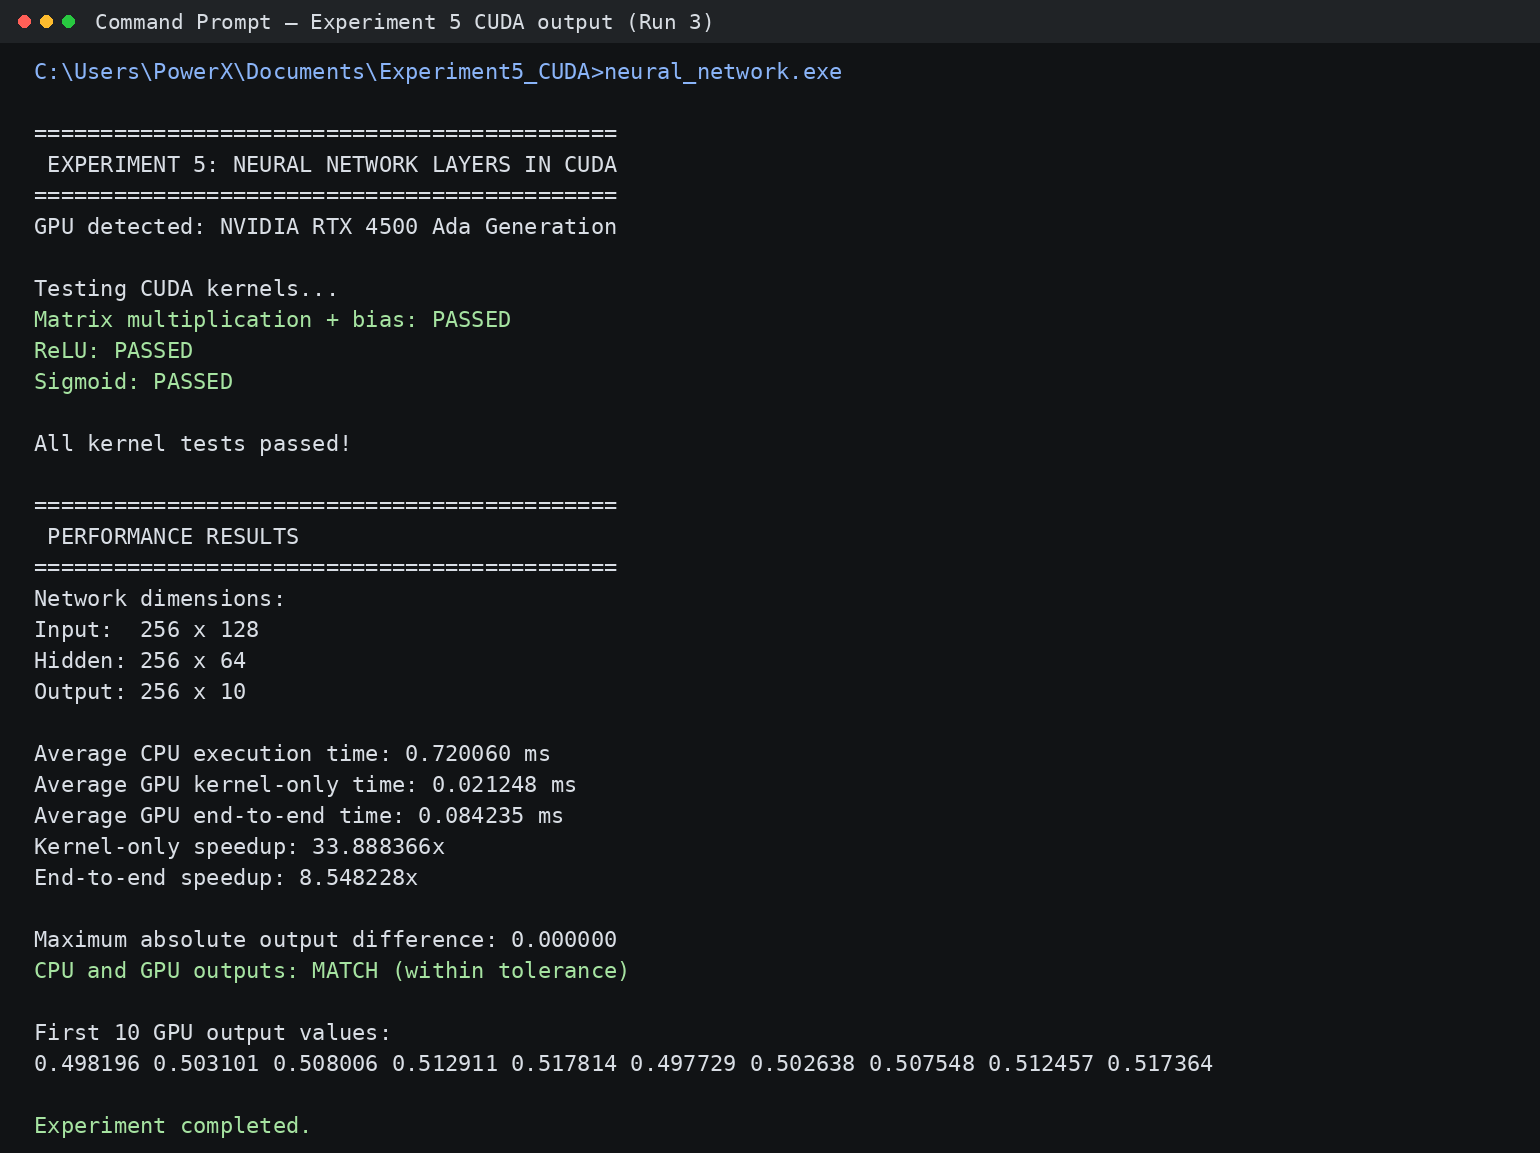 Command Prompt — Experiment 5 CUDA output (Run 3)
C:\Users\PowerX\Documents\Experiment5_CUDA>neural_network.exe
============================================
 EXPERIMENT 5: NEURAL NETWORK LAYERS IN CUDA
============================================
GPU detected: NVIDIA RTX 4500 Ada Generation
Testing CUDA kernels...
Matrix multiplication + bias: PASSED
ReLU: PASSED
Sigmoid: PASSED
All kernel tests passed!
============================================
 PERFORMANCE RESULTS
============================================
Network dimensions:
Input:  256 x 128
Hidden: 256 x 64
Output: 256 x 10
Average CPU execution time: 0.720060 ms
Average GPU kernel-only time: 0.021248 ms
Average GPU end-to-end time: 0.084235 ms
Kernel-only speedup: 33.888366x
End-to-end speedup: 8.548228x
Maximum absolute output difference: 0.000000
CPU and GPU outputs: MATCH (within tolerance)
First 10 GPU output values:
0.498196 0.503101 0.508006 0.512911 0.517814 0.497729 0.502638 0.507548 0.512457 0.517364
Experiment completed.